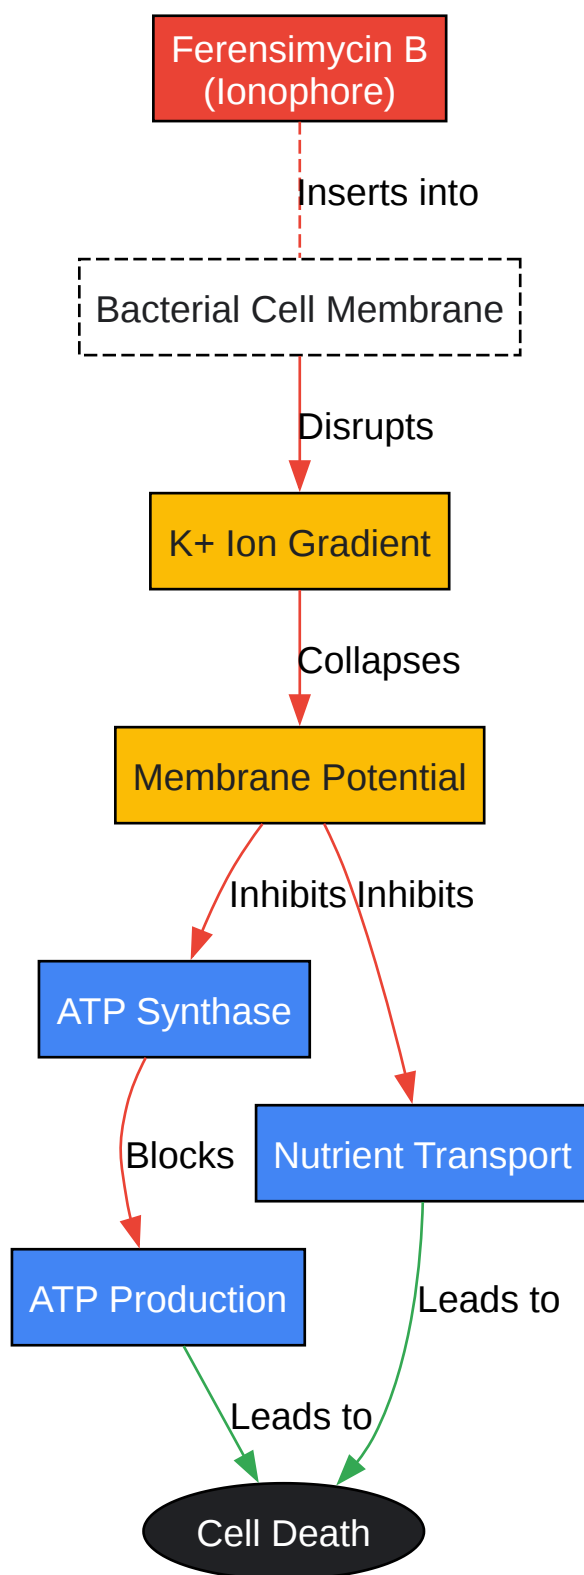 Ferensimycin B
(Ionophore)
Inserts into
Bacterial Cell Membrane
Disrupts
K+ Ion Gradient
Collapses
Membrane Potential
Inhibits
Inhibits
ATP Synthase
Blocks
Nutrient Transport
ATP Production
Leads to
Leads to
Cell Death